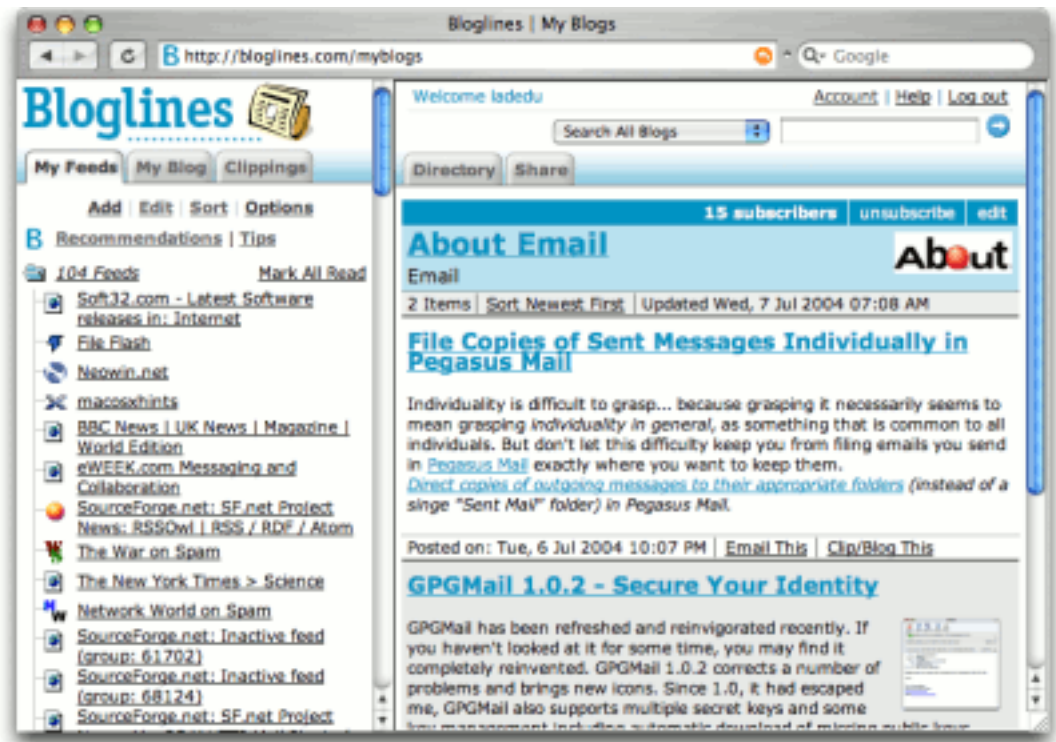 Bloglines | My Blogs
B http://bloglines.com/myblogs
Q Google
Bloglines
My Feeds My Blog Clippings
Add | Edit | Sort | Options
B Recommendations | Tips
104 Feeds Mark All Read
Soft32.com - Latest Software
releases in: Internet
File Flash
Neowin.net
macosxhints
BBC News | UK News | Magazine |
World Edition
eWEEK.com Messaging and
Collaboration
SourceForge.net: SF.net Project
News: RSSOwl | RSS / RDF / Atom
The War on Spam
The New York Times > Science
Network World on Spam
SourceForge.net: Inactive feed
(group: 61702)
SourceForge.net: Inactive feed
(group: 68124)
SourceForge.net: SF.net Project
Welcome ladedu Account | Help | Log out
Search All Blogs
Directory Share
15 subscribers unsubscribe edit
About Email
About
Email
2 Items | Sort Newest First | Updated Wed, 7 Jul 2004 07:08 AM
File Copies of Sent Messages Individually in
Pegasus Mail
Individuality is difficult to grasp... because grasping it necessarily seems to
mean grasping individuality in general, as something that is common to all
individuals. But don't let this difficulty keep you from filing emails you send
in Pegasus Mail exactly where you want to keep them.
Direct copies of outgoing messages to their appropriate folders (instead of a
singe "Sent Mail" folder) in Pegasus Mail.
Posted on: Tue, 6 Jul 2004 10:07 PM | Email This | Clip/Blog This
GPGMail 1.0.2 - Secure Your Identity
GPGMail has been refreshed and reinvigorated recently. If
you haven't looked at it for some time, you may find it
completely reinvented. GPGMail 1.0.2 corrects a number of
problems and brings new icons. Since 1.0, it had escaped
me, GPGMail also supports multiple secret keys and some
key management including automatic download of missing public keys